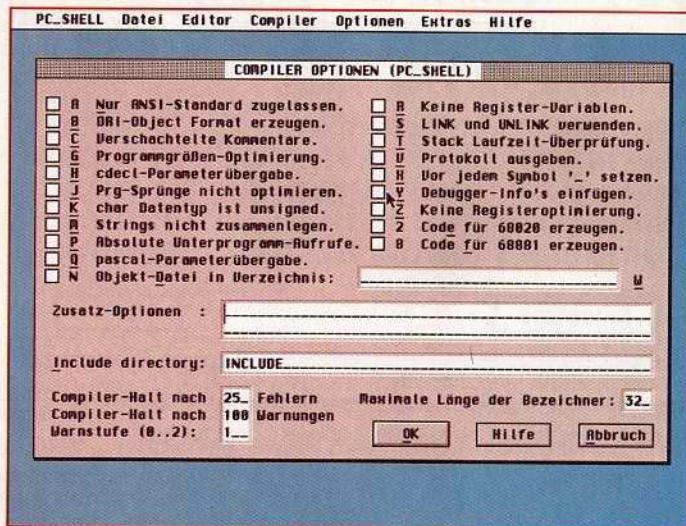 PC_SHELL Datei Editor Compiler Optionen Extras Hilfe
COMPILER OPTIONEN (PC_SHELL)
A Nur ANSI-Standard zugelassen.
B DRI-Object Format erzeugen.
C Verschachtelte Kommentare.
G Programmgrößen-Optimierung.
H cdecl-Parameterübergabe.
J Prg-Sprünge nicht optimieren.
K char Datentyp ist unsigned.
M Strings nicht zusammenlegen.
P Absolute Unterprogramm-Aufrufe.
Q pascal-Parameterübergabe.
N Objekt-Datei in Verzeichnis: W
R Keine Register-Variablen.
S LINK und UNLINK verwenden.
T Stack Laufzeit-Überprüfung.
V Protokoll ausgeben.
X Vor jedem Symbol '_' setzen.
Y Debugger-Info's einfügen.
Z Keine Registeroptimierung.
2 Code für 68020 erzeugen.
8 Code für 68881 erzeugen.
Zusatz-Optionen :
Include directory: INCLUDE
Compiler-Halt nach 25_ Fehlern
Compiler-Halt nach 100 Warnungen
Warnstufe (0..2): 1__
Maximale Länge der Bezeichner: 32_
OK Hilfe Abbruch